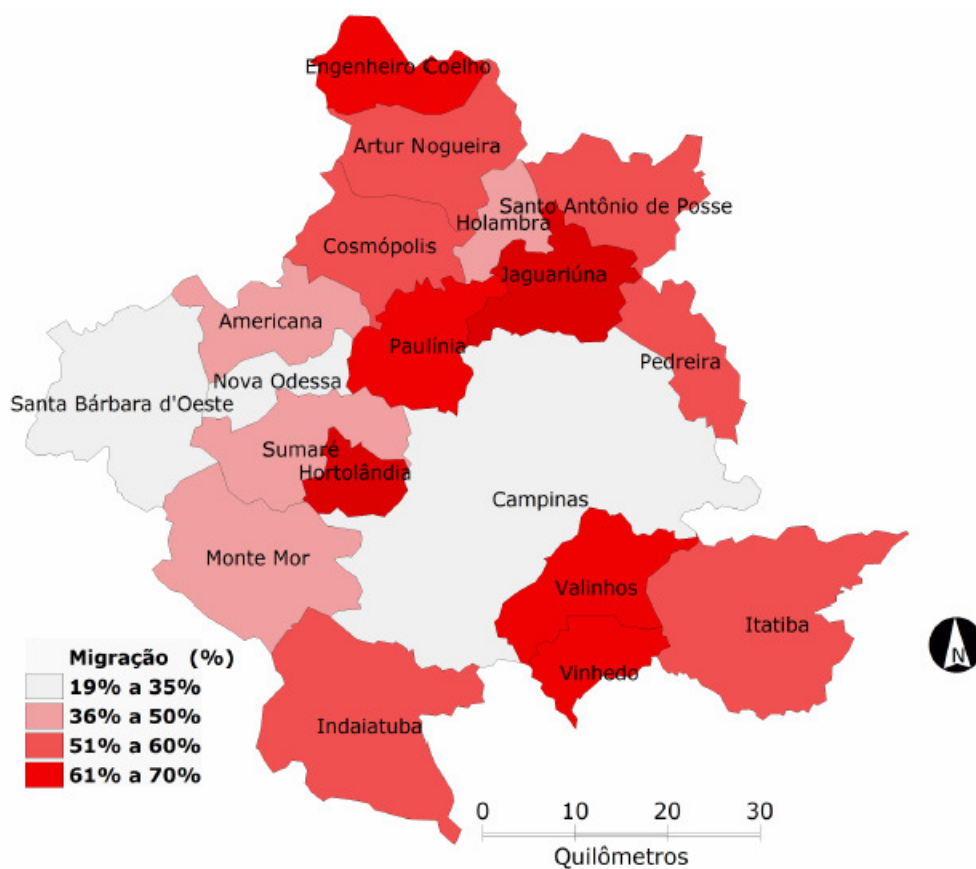 Engenheiro Coelho
Artur Nogueira
Santo Antônio de Posse
Holambra
Cosmópolis
Jaguariúna
Americana
Paulínia
Pedreira
Nova Odessa
Santa Bárbara d'Oeste
Sumaré
Hortolândia
Campinas
Monte Mor
Valinhos
Itatiba
Vinhedo
Indaiatuba
N
Migração (%)
19% a 35%
36% a 50%
51% a 60%
61% a 70%
0 10 20 30
Quilômetros